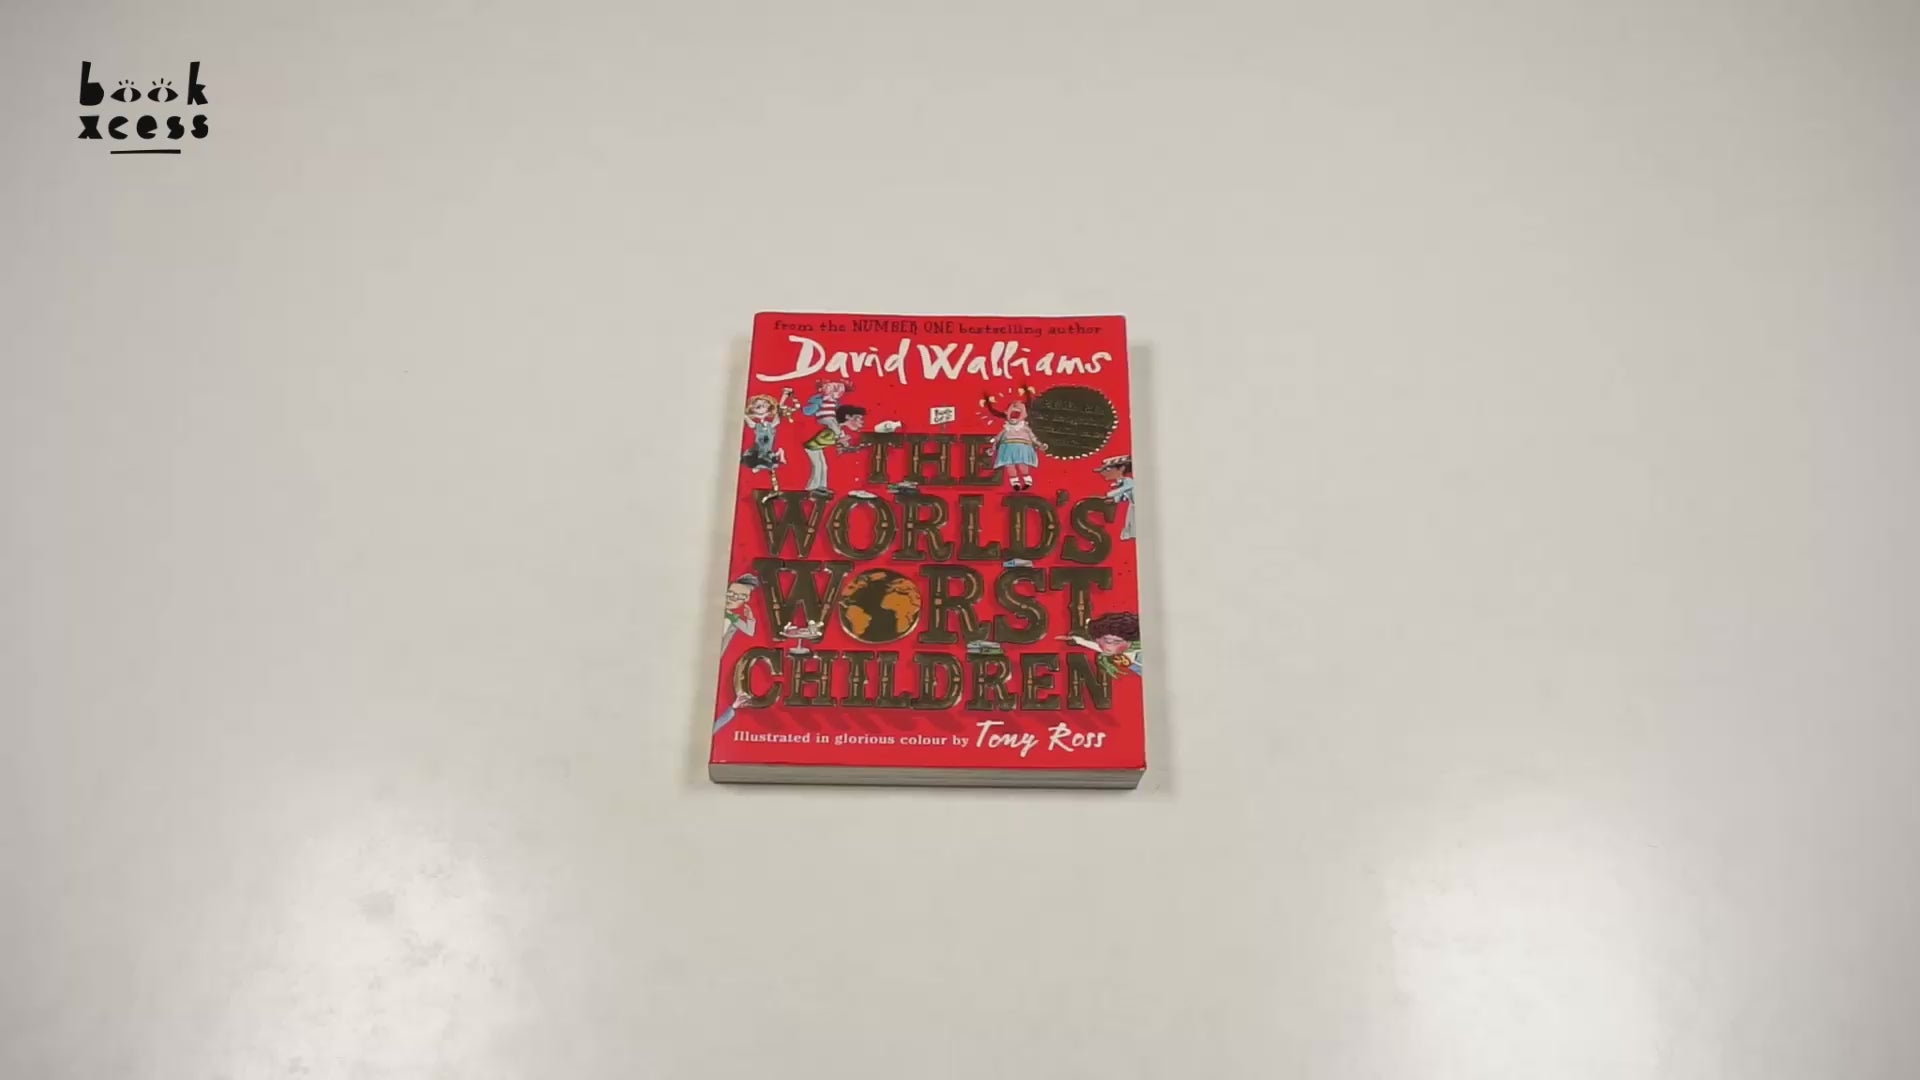 book
xcess
from the NUMBER ONE bestselling author
David Walliams
THE
WORLD'S
WORST
CHILDREN
Illustrated in glorious colour by Tony Ross